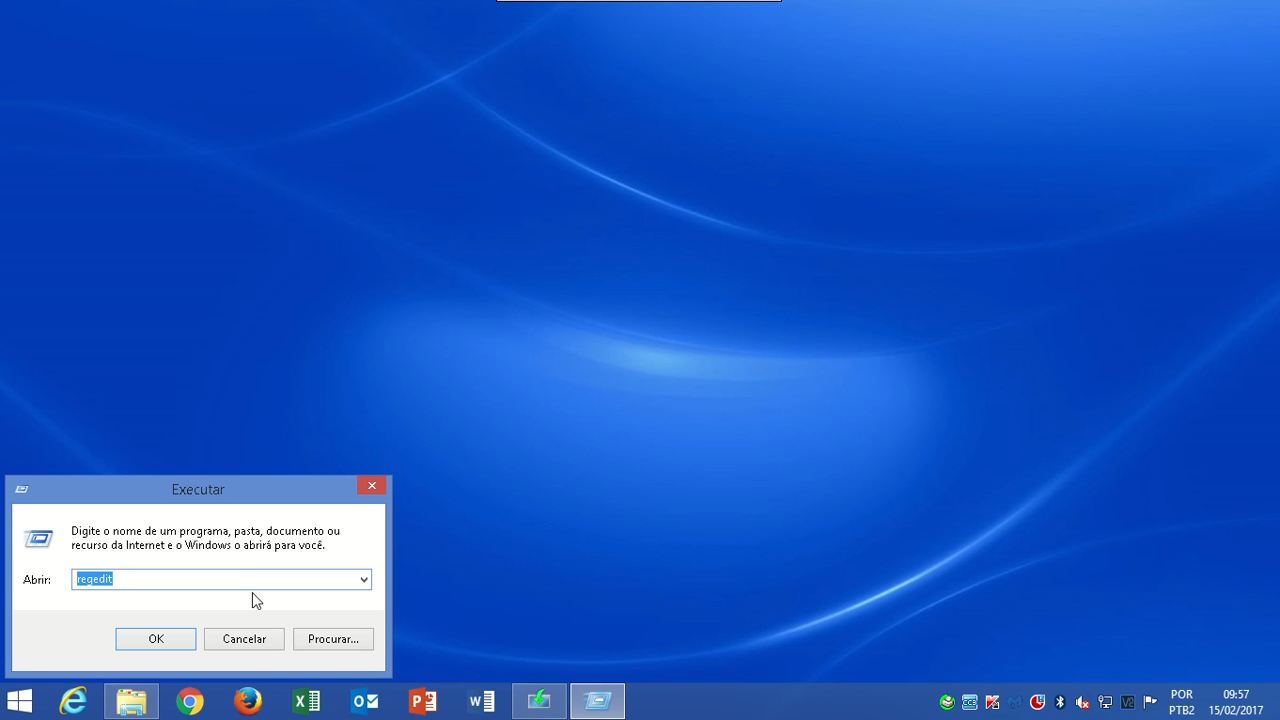 Executar
Digite o nome de um programa, pasta, documento ou
recurso da Internet e o Windows o abrirá para você.
Abrir: regedit
OK Cancelar Procurar...
POR 09:57
PTB2 15/02/2017